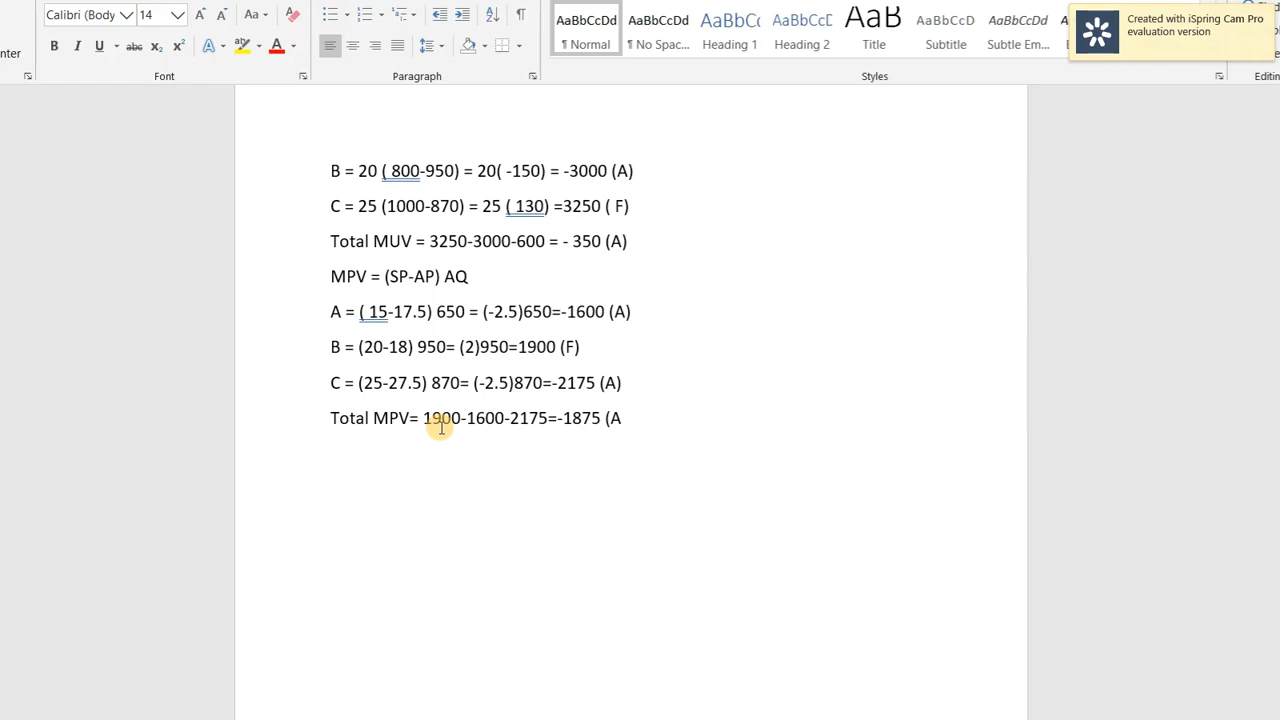 Created with iSpring Cam Pro
evaluation version
Calibri (Body
14
Aa
AaBbCcDd
AaBbCcDd
AaBbCc
AaBbCcD
AaB
AaBbCcD
AaBbCcDd
nter
¶ Normal
¶ No Spac...
Heading 1
Heading 2
Title
Subtitle
Subtle Em...
Font
Paragraph
Styles
Editin
B = 20 ( 800-950) = 20( -150) = -3000 (A)
C = 25 (1000-870) = 25 ( 130) =3250 ( F)
Total MUV = 3250-3000-600 = - 350 (A)
MPV = (SP-AP) AQ
A = ( 15-17.5) 650 = (-2.5)650=-1600 (A)
B = (20-18) 950= (2)950=1900 (F)
C = (25-27.5) 870= (-2.5)870=-2175 (A)
Total MPV= 1900-1600-2175=-1875 (A